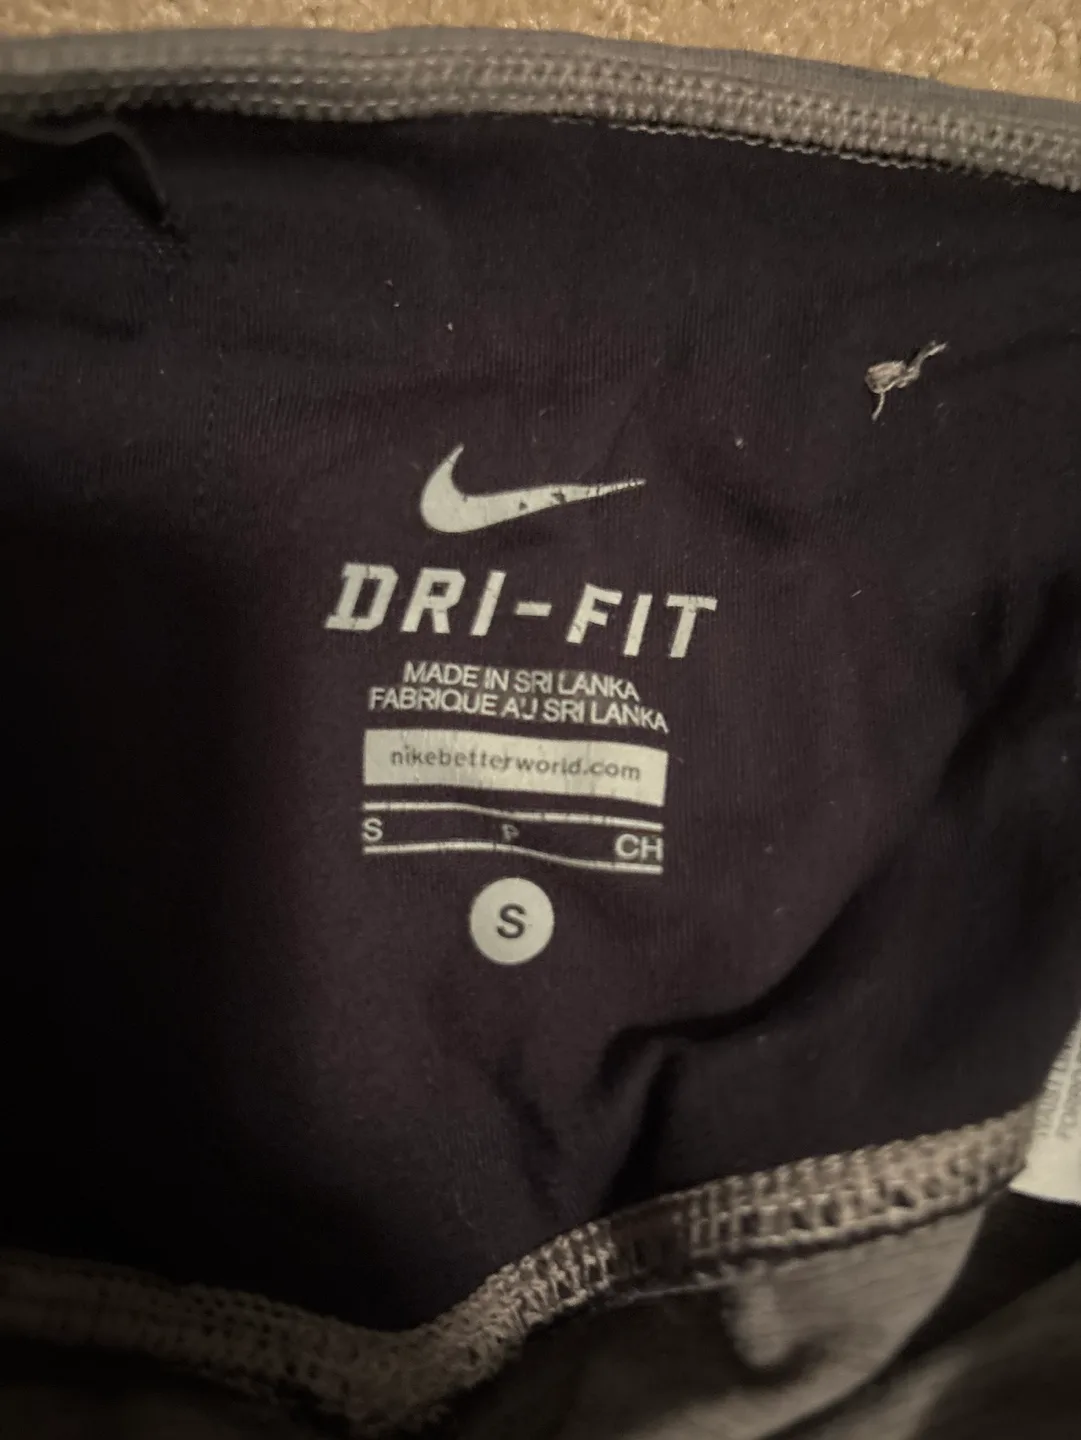 DRI-FIT
MADE IN SRI LANKA
FABRIQUE AU SRI LANKA
nikebetterworld.com
S P CH
S